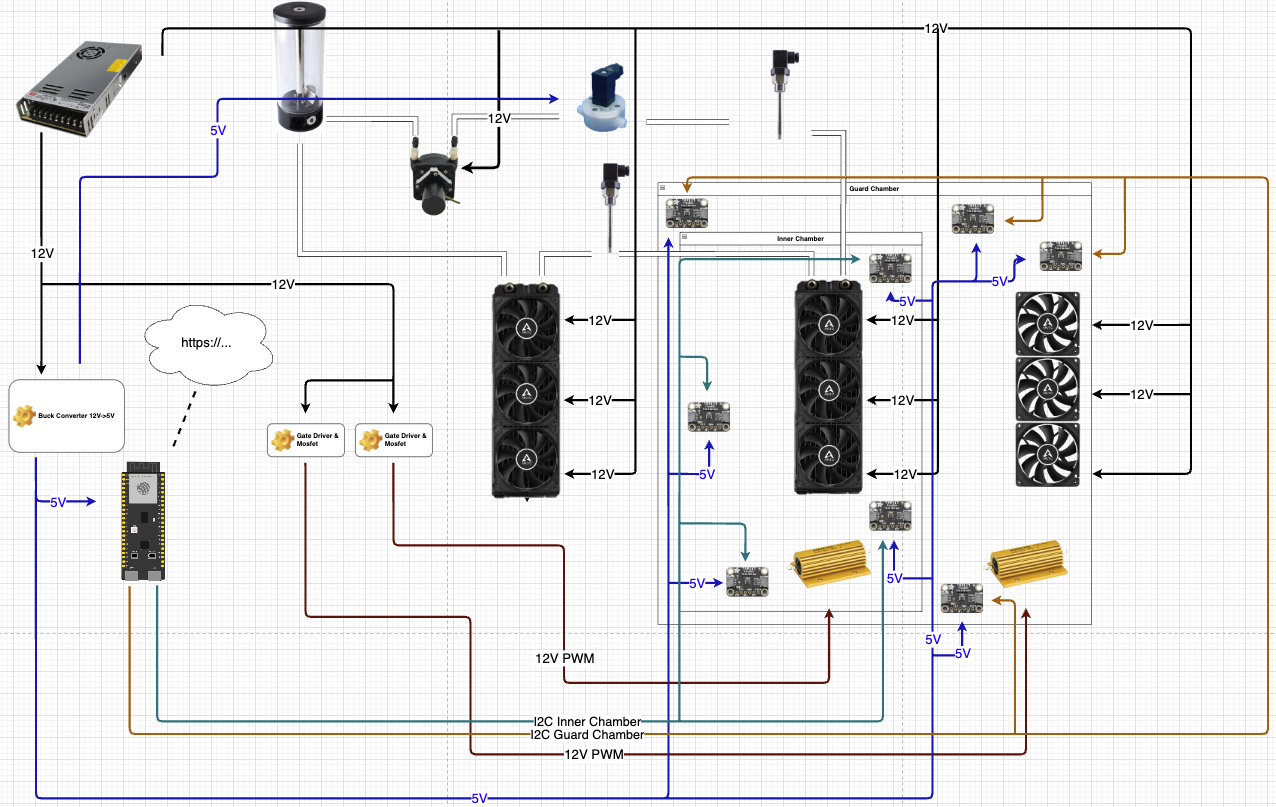 12V
5V
12V
12V
Guard Chamber
Inner Chamber
12V
12V
5V
5V
https://...
12V
12V
12V
12V
12V
12V
Buck Converter 12V->5V
Gate Driver &
Mosfet
Gate Driver &
Mosfet
5V
12V
12V
5V
5V
5V
5V
5V
12V PWM
I2C Inner Chamber
I2C Guard Chamber
12V PWM
5V